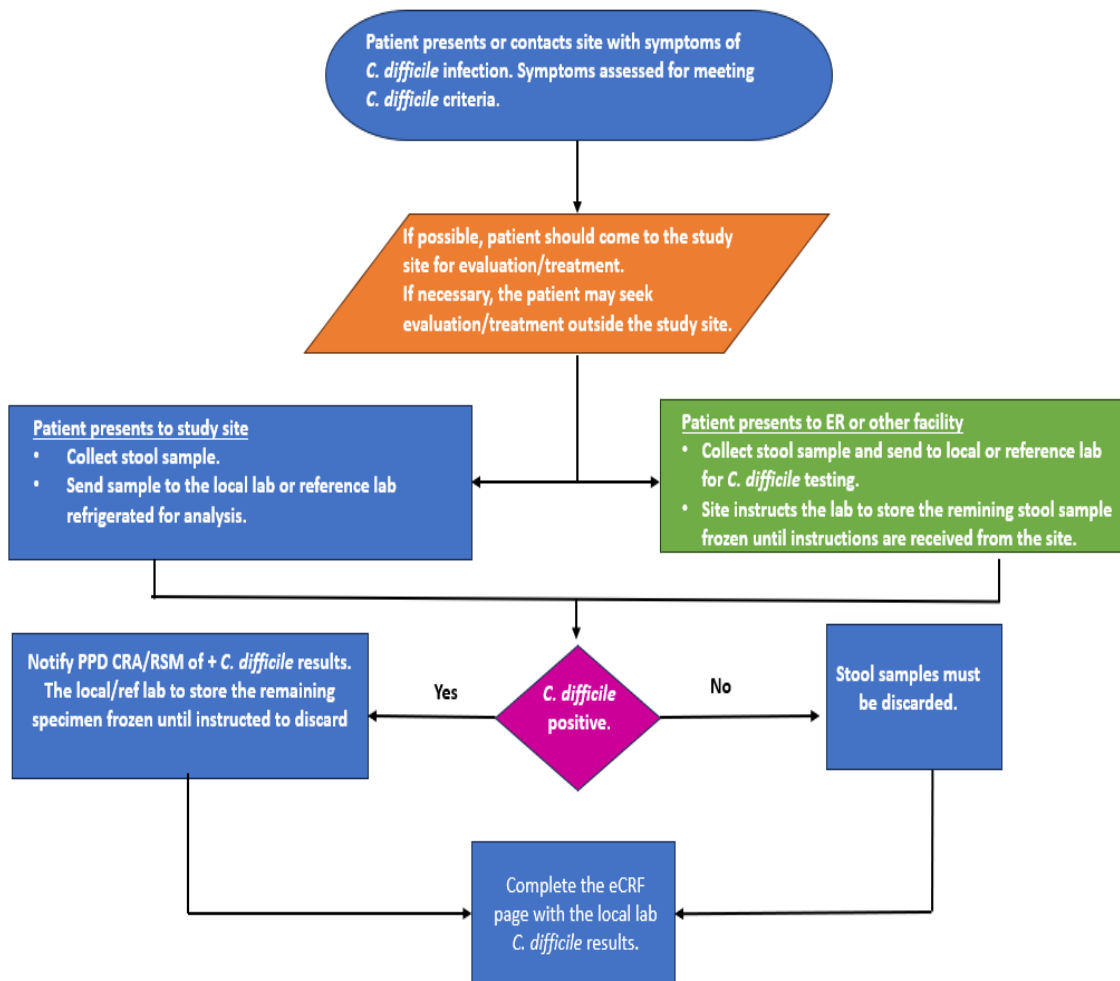 Patient presents or contacts site with symptoms of
C. difficile infection. Symptoms assessed for meeting
C. difficile criteria.
If possible, patient should come to the study
site for evaluation/treatment.
If necessary, the patient may seek
evaluation/treatment outside the study site.
Patient presents to study site
• Collect stool sample.
• Send sample to the local lab or reference lab
refrigerated for analysis.
Patient presents to ER or other facility
• Collect stool sample and send to local or reference lab
for C. difficile testing.
• Site instructs the lab to store the remining stool sample
frozen until instructions are received from the site.
Notify PPD CRA/RSM of + C. difficile results.
The local/ref lab to store the remaining
specimen frozen until instructed to discard
Yes
C. difficile
positive.
No
Stool samples must
be discarded.
Complete the eCRF
page with the local lab
C. difficile results.